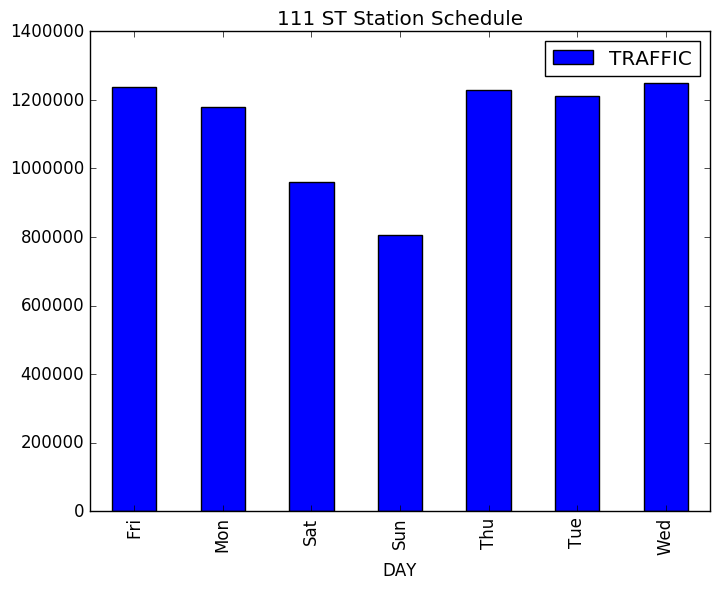 111 ST Station Schedule
TRAFFIC
1400000
1200000
1000000
800000
600000
400000
200000
0
Fri
Mon
Sat
Sun
Thu
Tue
Wed
DAY